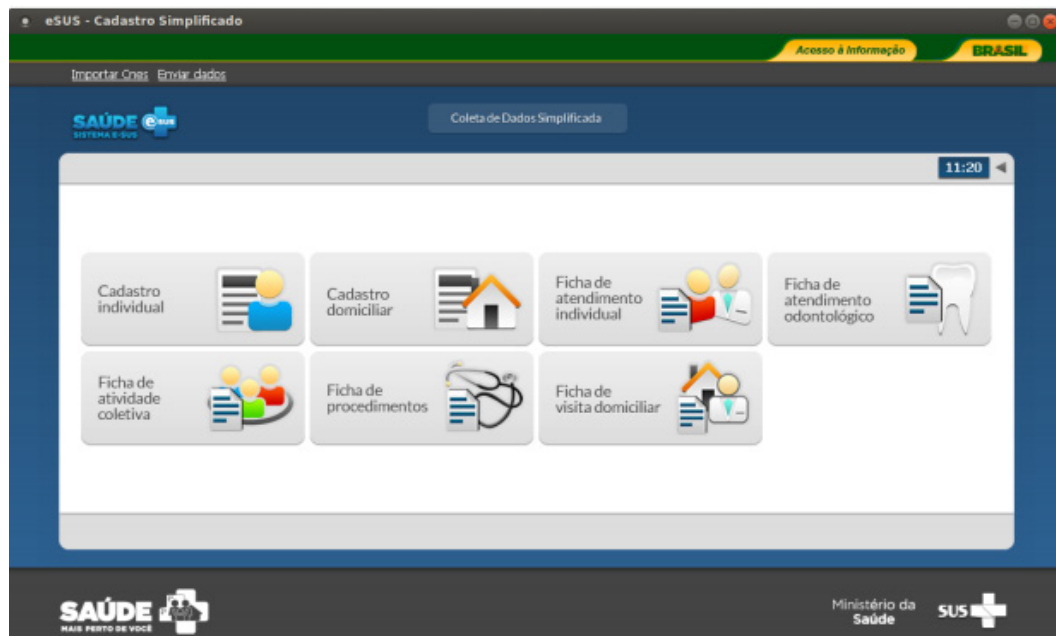 eSUS - Cadastro Simplificado
Acesso à Informação
BRASIL
Importar Cnes Enviar dados
SAÚDE e-SUS
SISTEMA E-SUS
Coleta de Dados Simplificada
11:20
Cadastro
individual
Cadastro
domiciliar
Ficha de
atendimento
individual
Ficha de
atendimento
odontológico
Ficha de
atividade
coletiva
Ficha de
procedimentos
Ficha de
visita domiciliar
SAÚDE
MAIS PERTO DE VOCÊ
Ministério da
Saúde
SUS